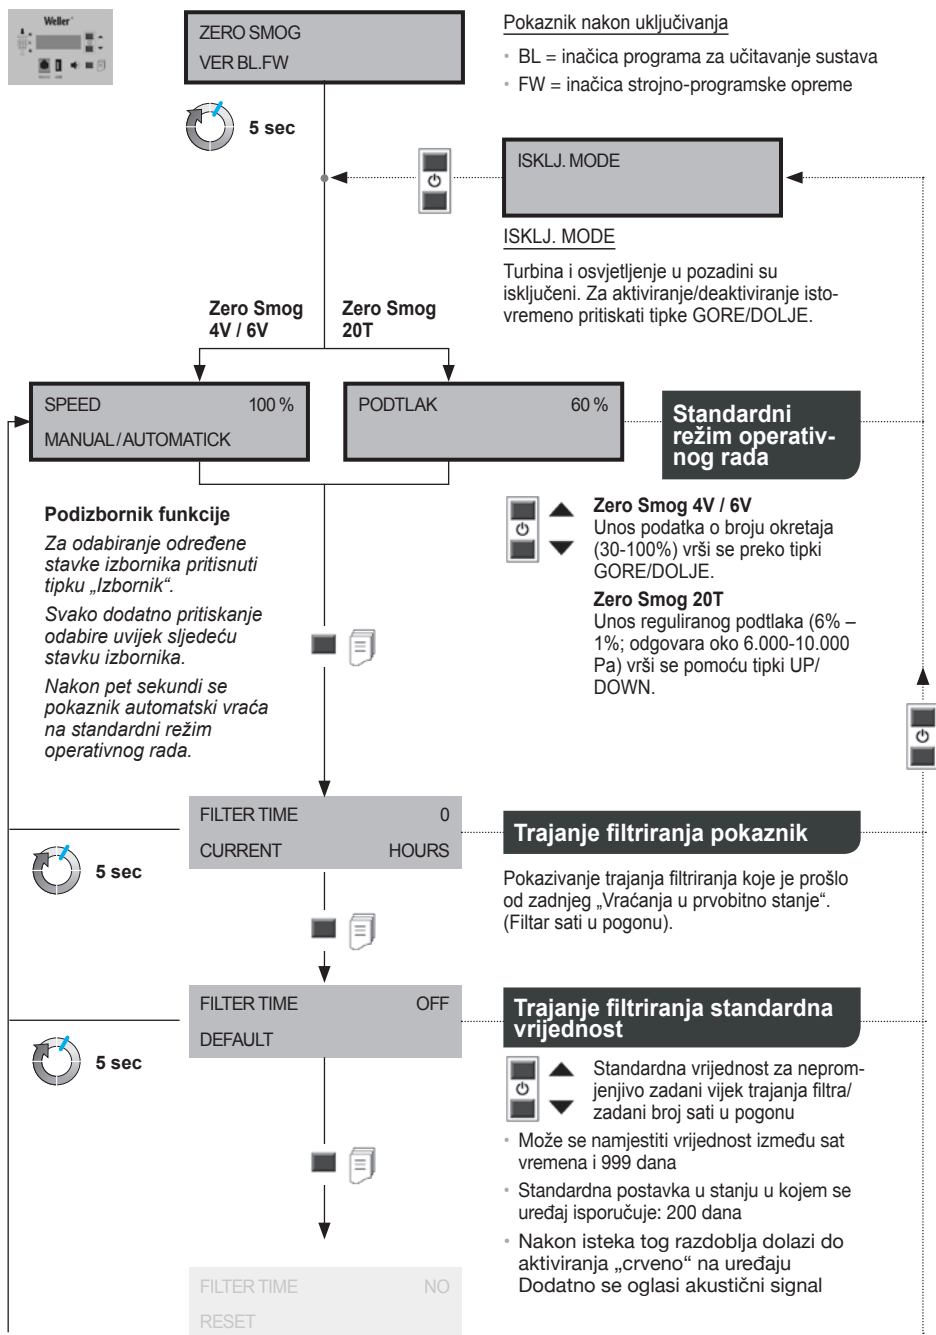 Weller
ZERO SMOG
VER BL.FW
Pokaznik nakon uključivanja
• BL = inačica programa za učitavanje sustava
• FW = inačica strojno-programske opreme
5 sec
ISKLJ. MODE
ISKLJ. MODE
Turbina i osvjetljenje u pozadini su
isključeni. Za aktiviranje/deaktiviranje isto-
vremeno pritiskati tipke GORE/DOLJE.
Zero Smog
4V / 6V
Zero Smog
20T
SPEED 100 %
MANUAL/AUTOMATICK
PODTLAK 60 %
Standardni
režim operativ-
nog rada
Podizbornik funkcije
Za odabiranje određene
stavke izbornika pritisnuti
tipku „Izbornik".
Svako dodatno pritiskanje
odabire uvijek sljedeću
stavku izbornika.
Nakon pet sekundi se
pokaznik automatski vraća
na standardni režim
operativnog rada.
Zero Smog 4V / 6V
Unos podatka o broju okretaja
(30-100%) vrši se preko tipki
GORE/DOLJE.
Zero Smog 20T
Unos reguliranog podtlaka (6% –
1%; odgovara oko 6.000-10.000
Pa) vrši se pomoću tipki UP/
DOWN.
FILTER TIME 0
CURRENT HOURS
5 sec
Trajanje filtriranja pokaznik
Pokazivanje trajanja filtriranja koje je prošlo
od zadnjeg „Vraćanja u prvobitno stanje“.
(Filtar sati u pogonu).
FILTER TIME OFF
DEFAULT
5 sec
Trajanje filtriranja standardna
vrijednost
Standardna vrijednost za neprom-
jenjivo zadani vijek trajanja filtra/
zadani broj sati u pogonu
• Može se namjestiti vrijednost između sat
vremena i 999 dana
• Standardna postavka u stanju u kojem se
uređaj isporučuje: 200 dana
• Nakon isteka tog razdoblja dolazi do
aktiviranja „crveno“ na uređaju
Dodatno se oglasi akustični signal
FILTER TIME NO
RESET